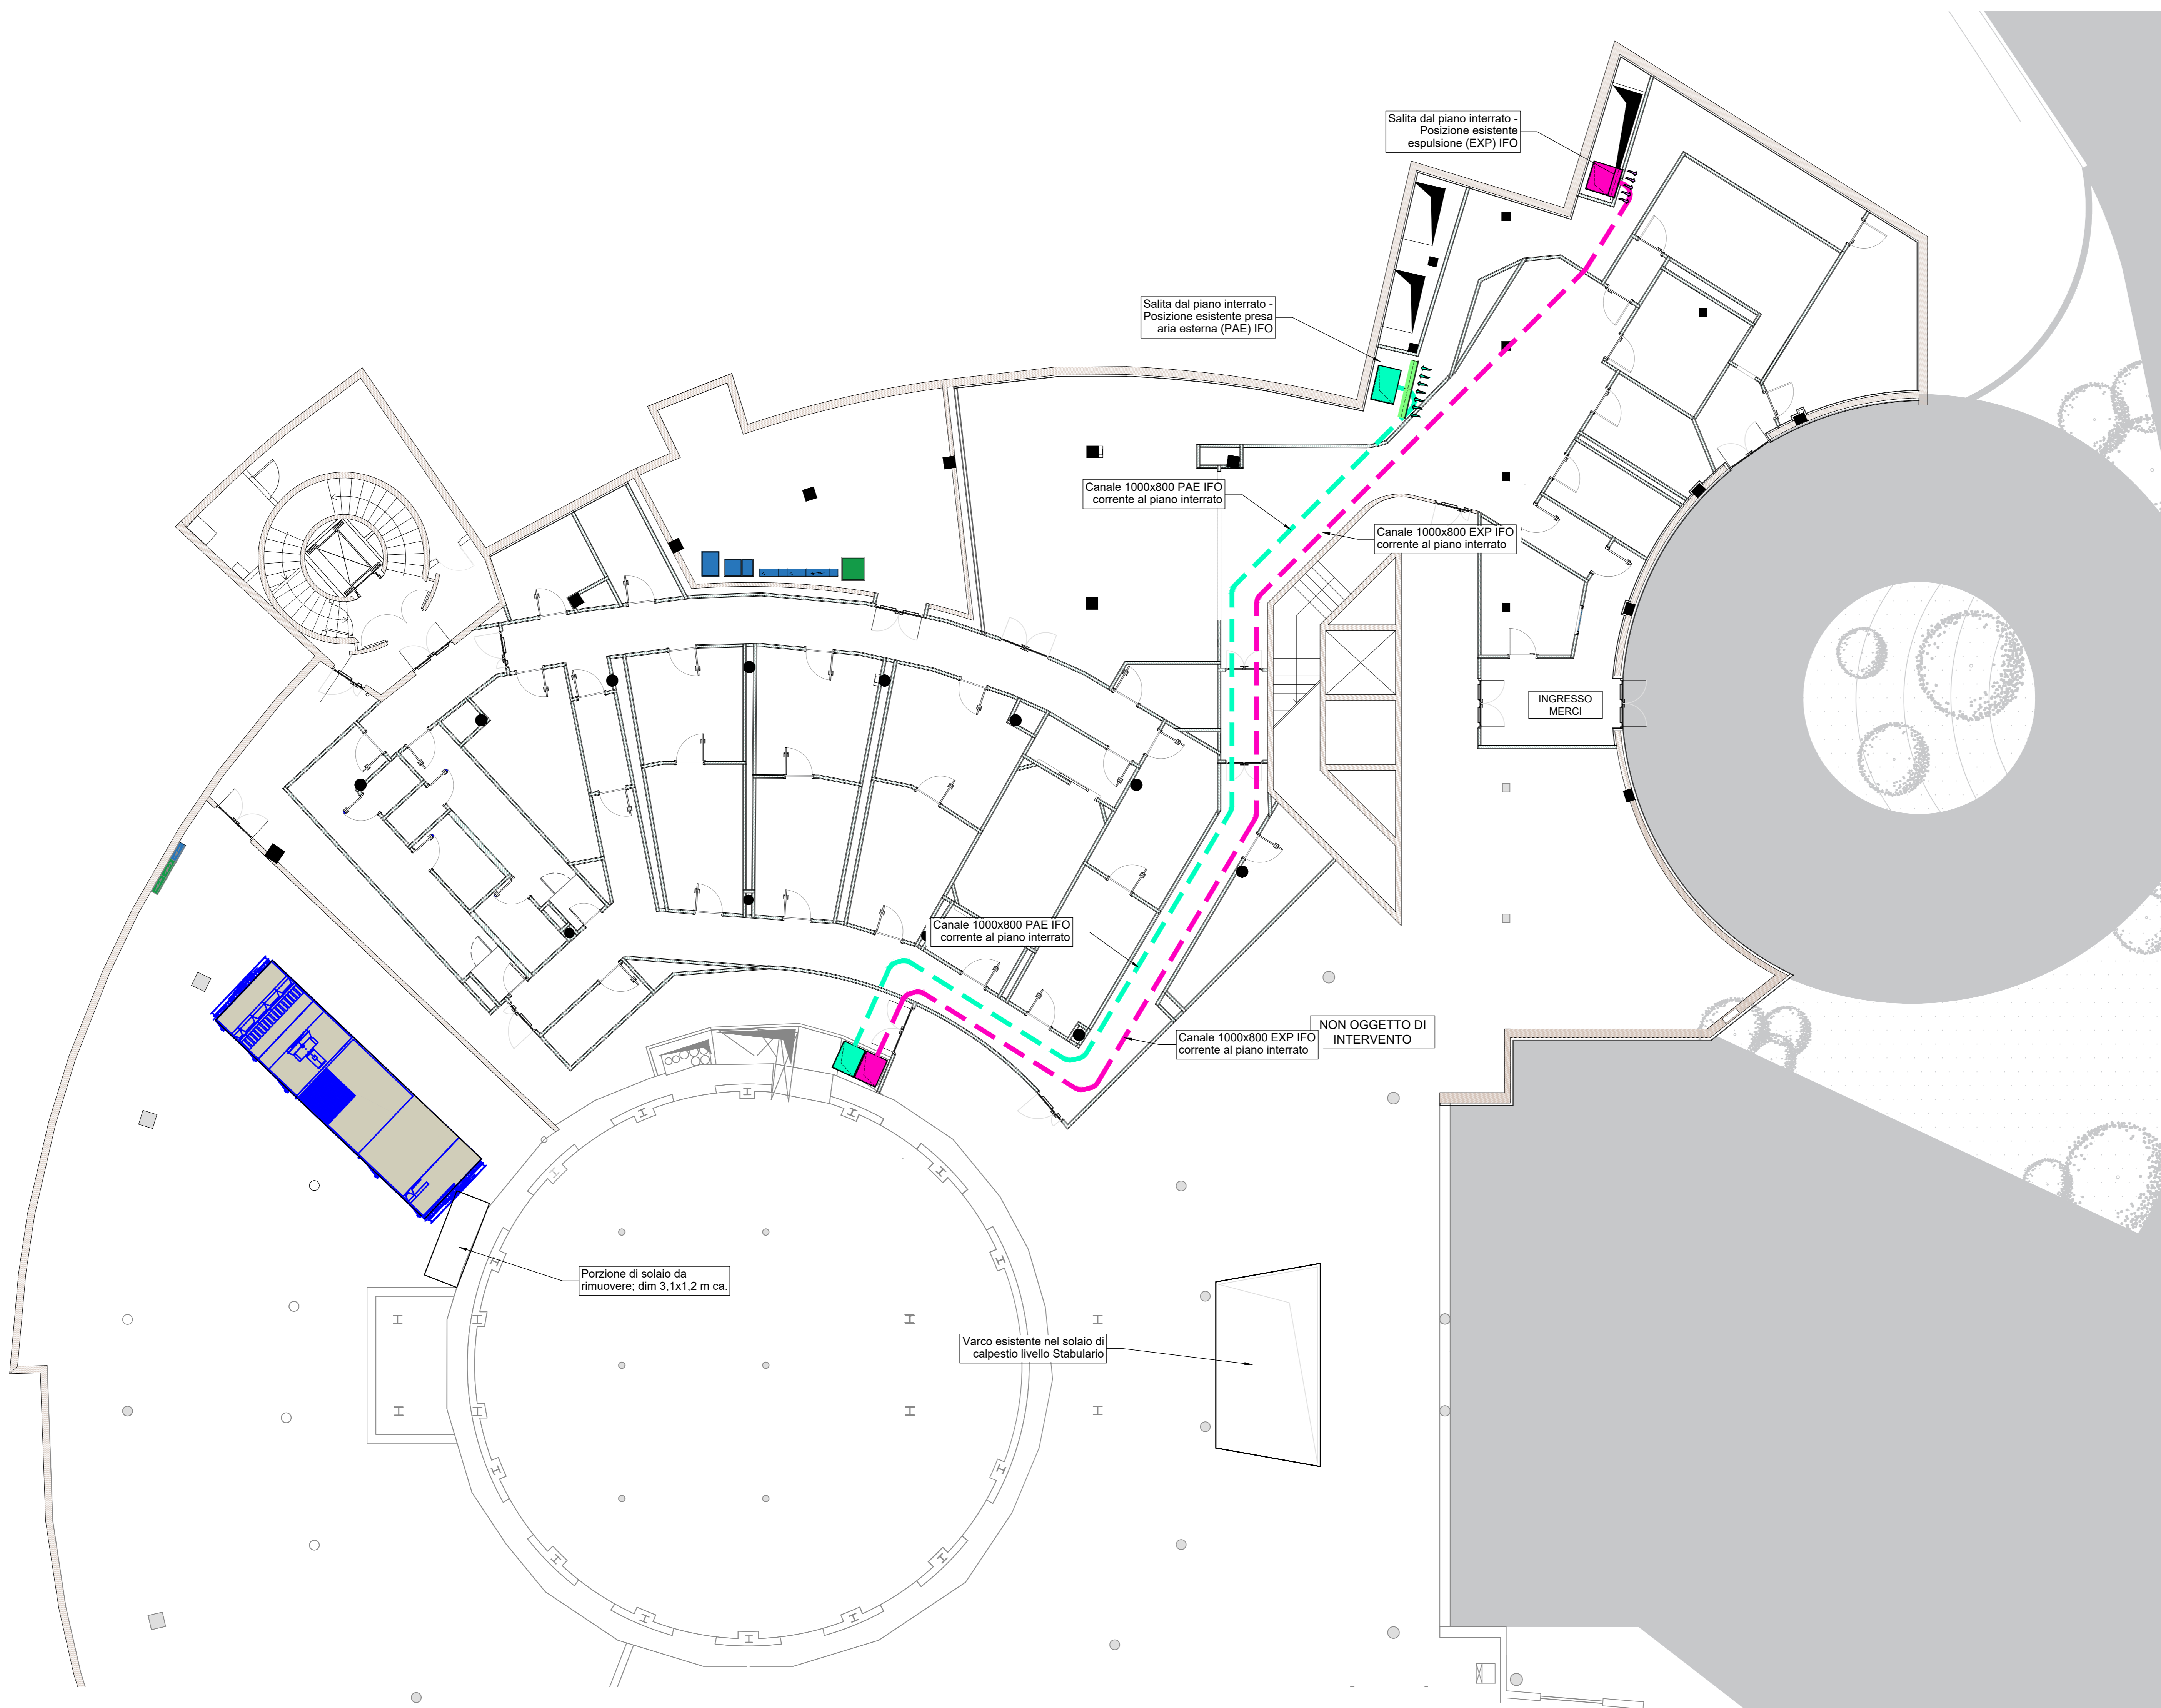 Salita dal piano interrato -
Posizione esistente
espulsione (EXP) IFO
Salita dal piano interrato -
Posizione esistente presa
aria esterna (PAE) IFO
Canale 1000x800 PAE IFO
corrente al piano interrato
Canale 1000x800 EXP IFO
corrente al piano interrato
INGRESSO
MERCI
Canale 1000x800 PAE IFO
corrente al piano interrato
NON OGGETTO DI
INTERVENTO
Canale 1000x800 EXP IFO
corrente al piano interrato
Porzione di solaio da
rimuovere; dim 3,1x1,2 m ca.
Varco esistente nel solaio di
calpestio livello Stabulario